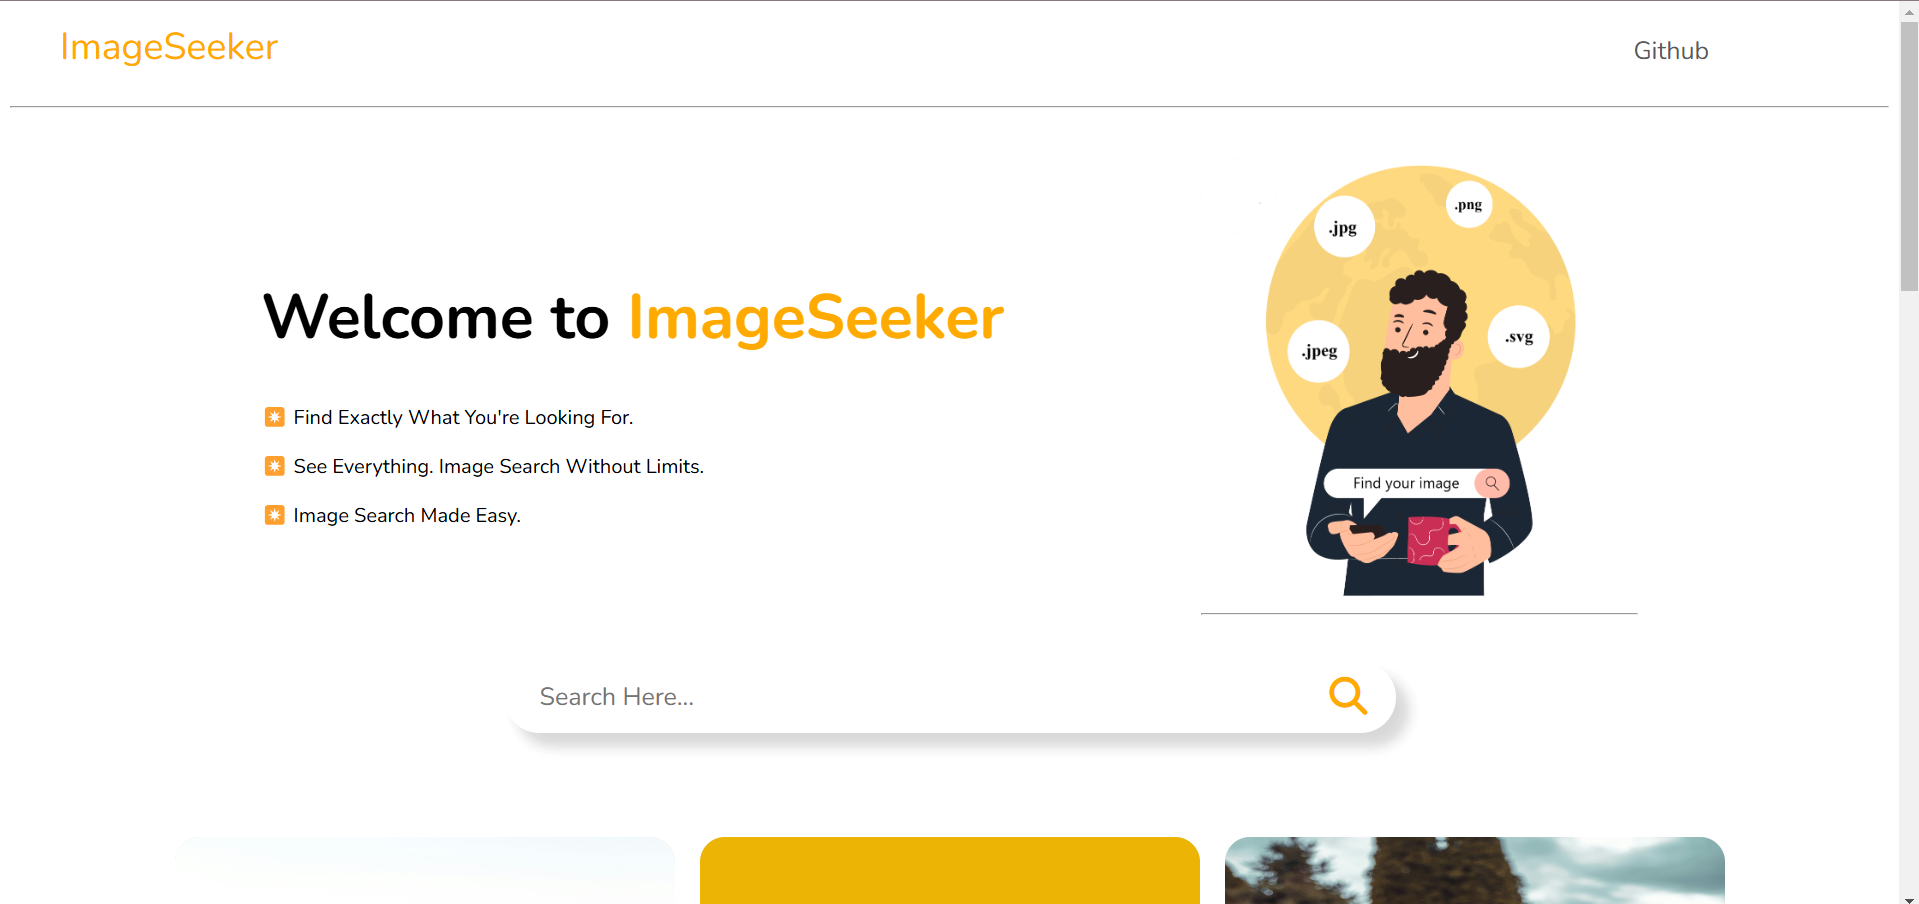 ImageSeeker
Github
Welcome to ImageSeeker
Find Exactly What You're Looking For.
See Everything. Image Search Without Limits.
Image Search Made Easy.
.jpg
.png
.jpeg
.svg
Find your image
Search Here...